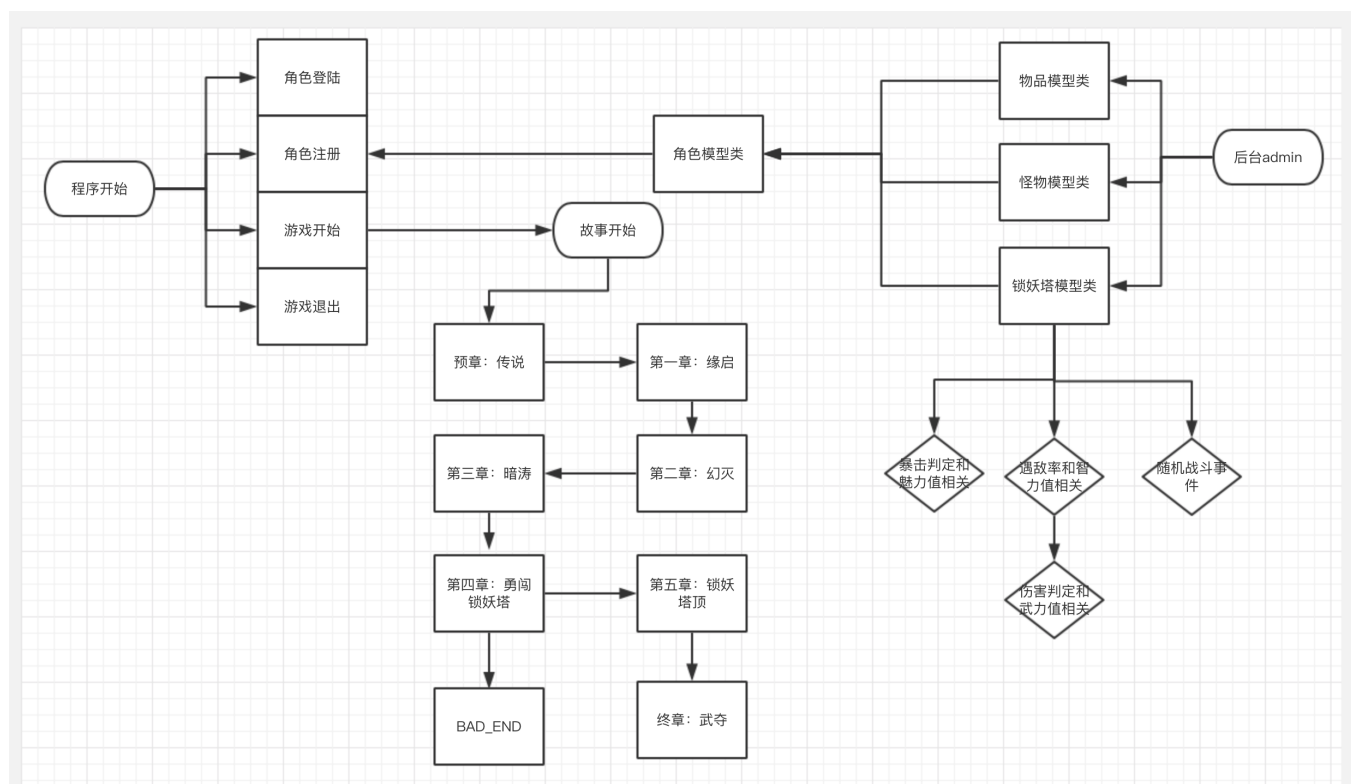 程序开始
角色登陆
角色注册
游戏开始
游戏退出
角色模型类
物品模型类
怪物模型类
锁妖塔模型类
后台admin
故事开始
预章：传说
第一章：缘启
第三章：暗涛
第二章：幻灭
第四章：勇闯
锁妖塔
第五章：锁妖
塔顶
BAD_END
终章：武夺
暴击判定和
魅力值相关
遇敌率和智
力值相关
随机战斗事
件
伤害判定和
武力值相关